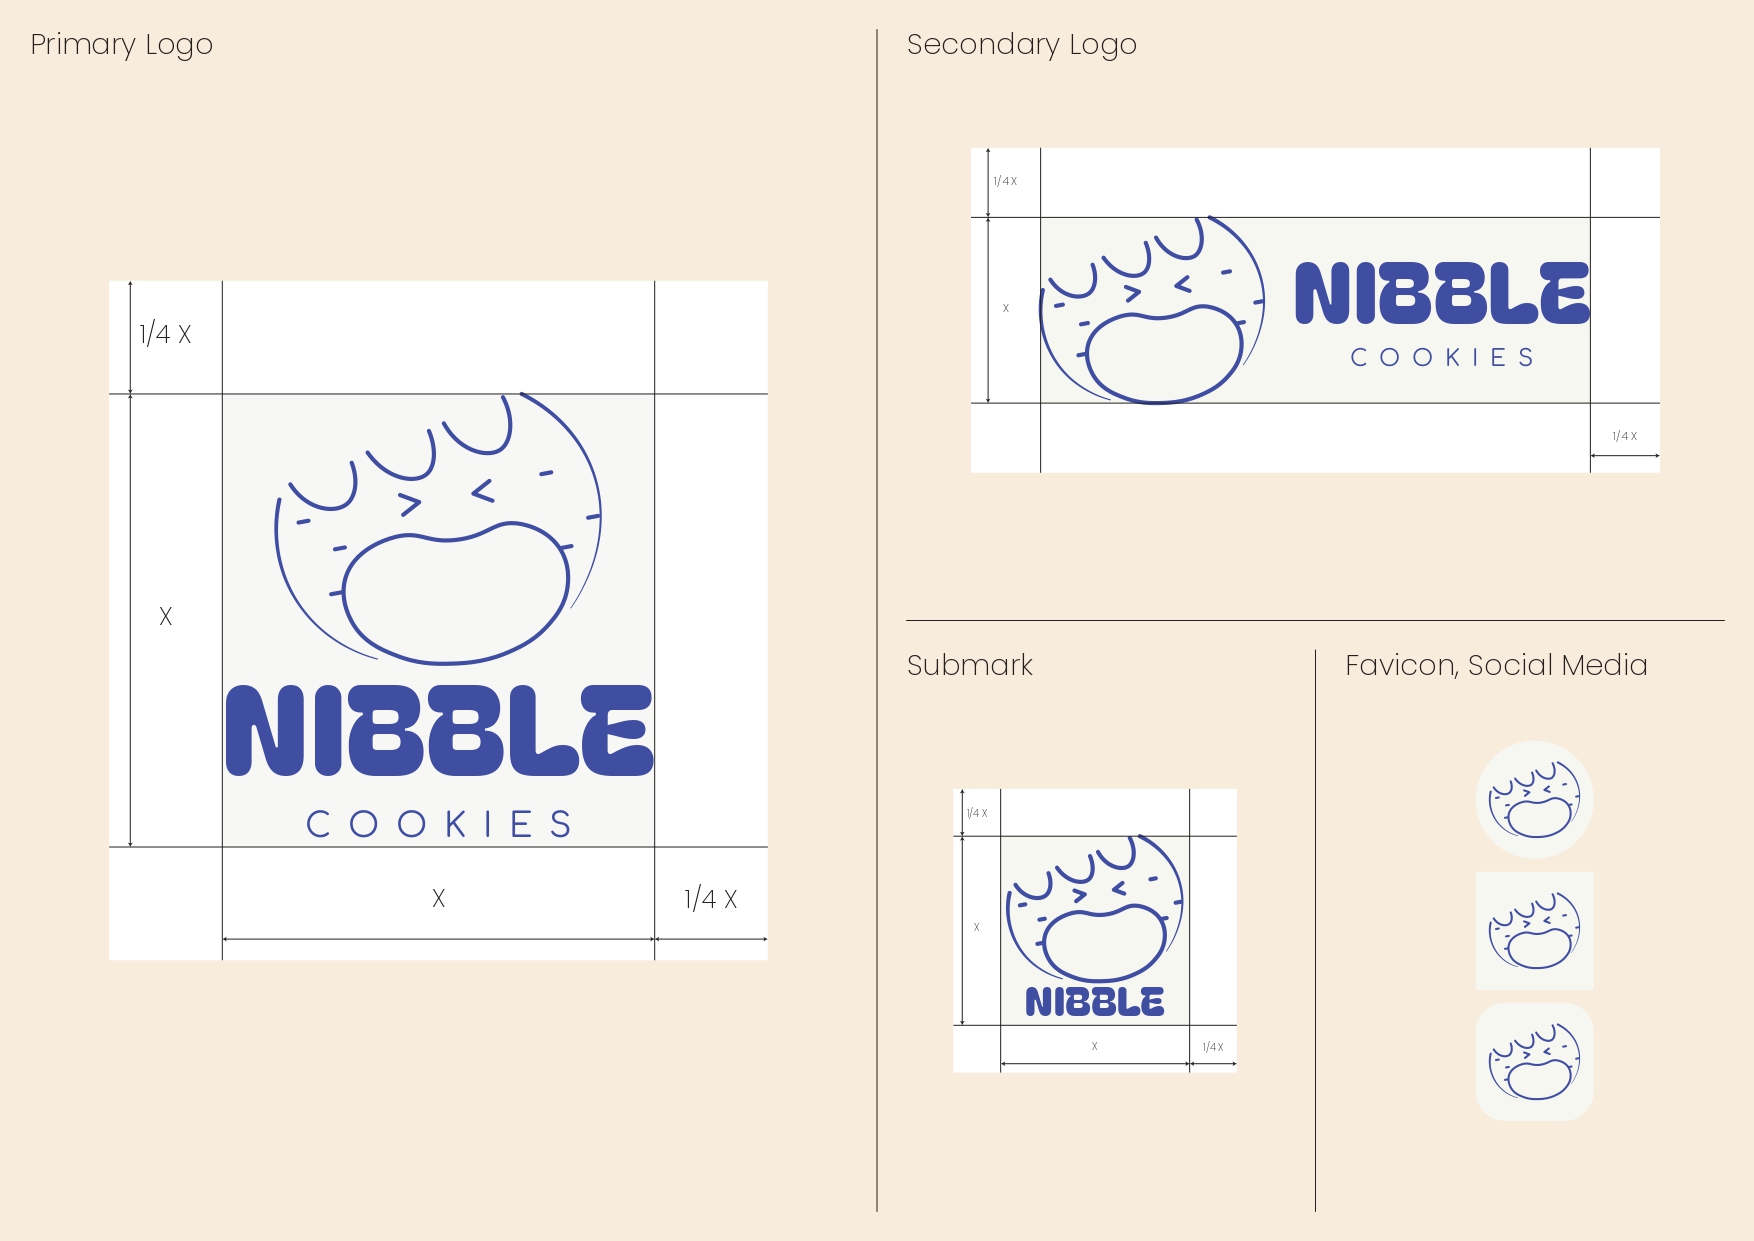 Primary Logo
1/4 X
X
NIBBLE
COOKIES
X
1/4 X
Secondary Logo
1/4 X
X
NIBBLE
COOKIES
1/4 X
Submark
1/4 X
X
NIBBLE
X
1/4 X
Favicon, Social Media